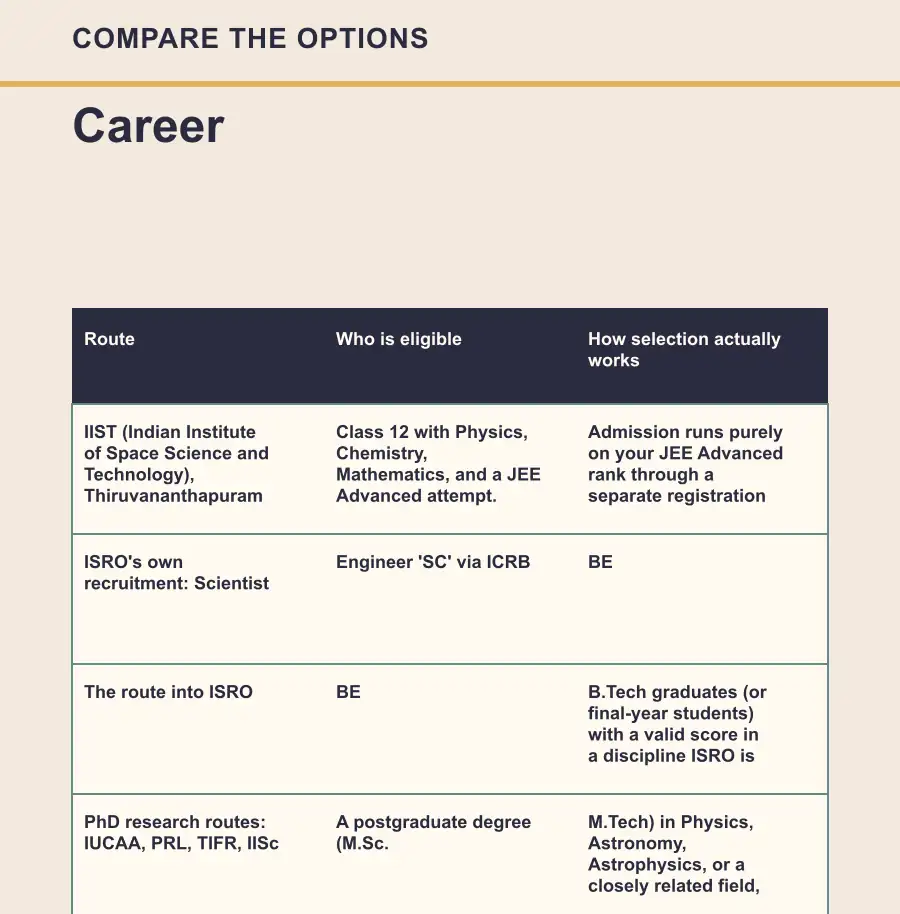 COMPARE THE OPTIONS
Career
Route
Who is eligible
How selection actually
works
IIST (Indian Institute
of Space Science and
Technology),
Thiruvananthapuram
Class 12 with Physics,
Chemistry,
Mathematics, and a JEE
Advanced attempt.
Admission runs purely
on your JEE Advanced
rank through a
separate registration
ISRO's own
recruitment: Scientist
Engineer 'SC' via ICRB
BE
The route into ISRO
BE
B.Tech graduates (or
final-year students)
with a valid score in
a discipline ISRO is
PhD research routes:
IUCAA, PRL, TIFR, IISc
A postgraduate degree
(M.Sc.
M.Tech) in Physics,
Astronomy,
Astrophysics, or a
closely related field,